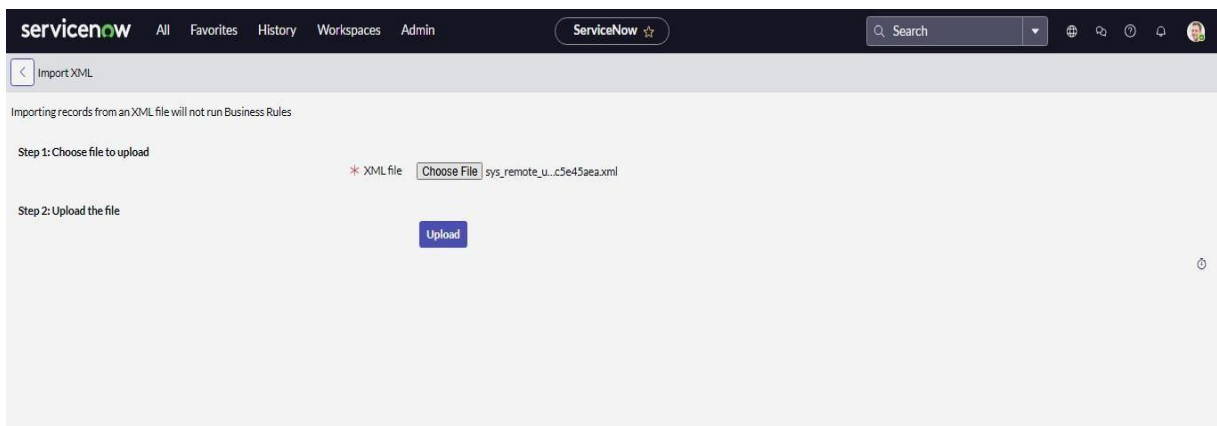 servicenow All Favorites History Workspaces Admin ServiceNow Search
Import XML
Importing records from an XML file will not run Business Rules
Step 1: Choose file to upload
* XML file Choose File sys_remote_u...c5e45aea.xml
Step 2: Upload the file
Upload